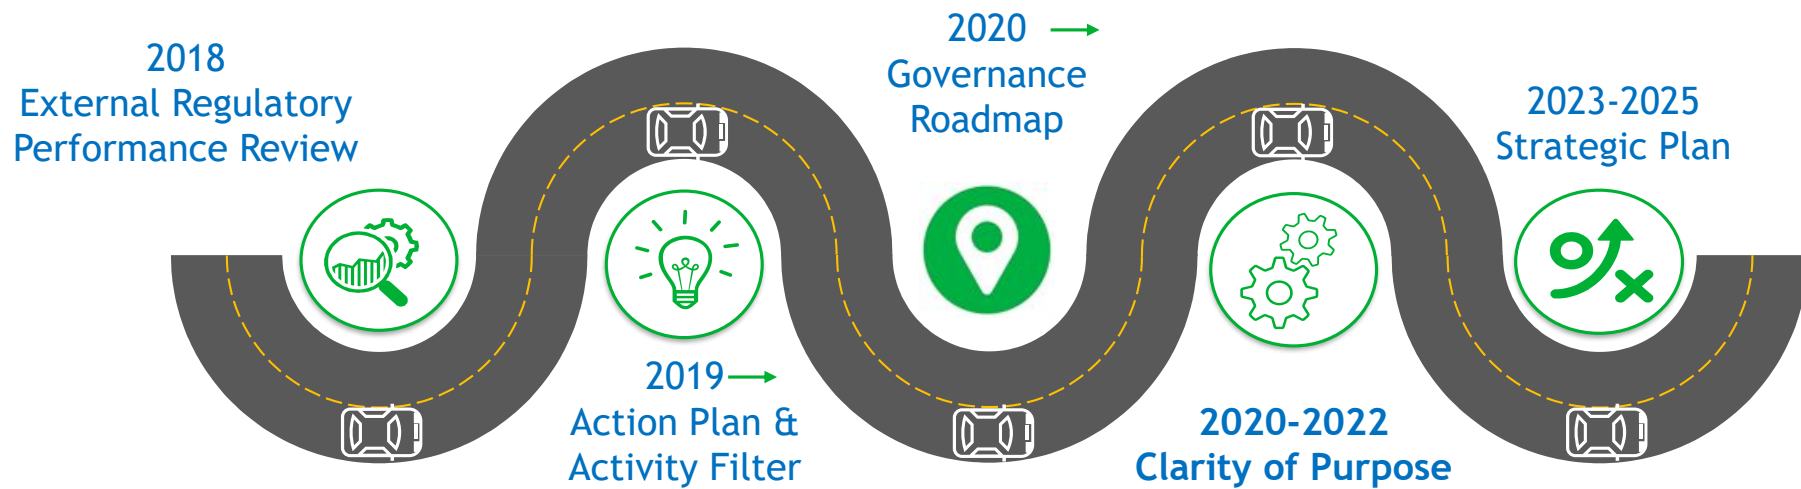 2018
External Regulatory
Performance Review
2019
Action Plan &
Activity Filter
2020
Governance
Roadmap
2020-2022
Clarity of Purpose
2023-2025
Strategic Plan